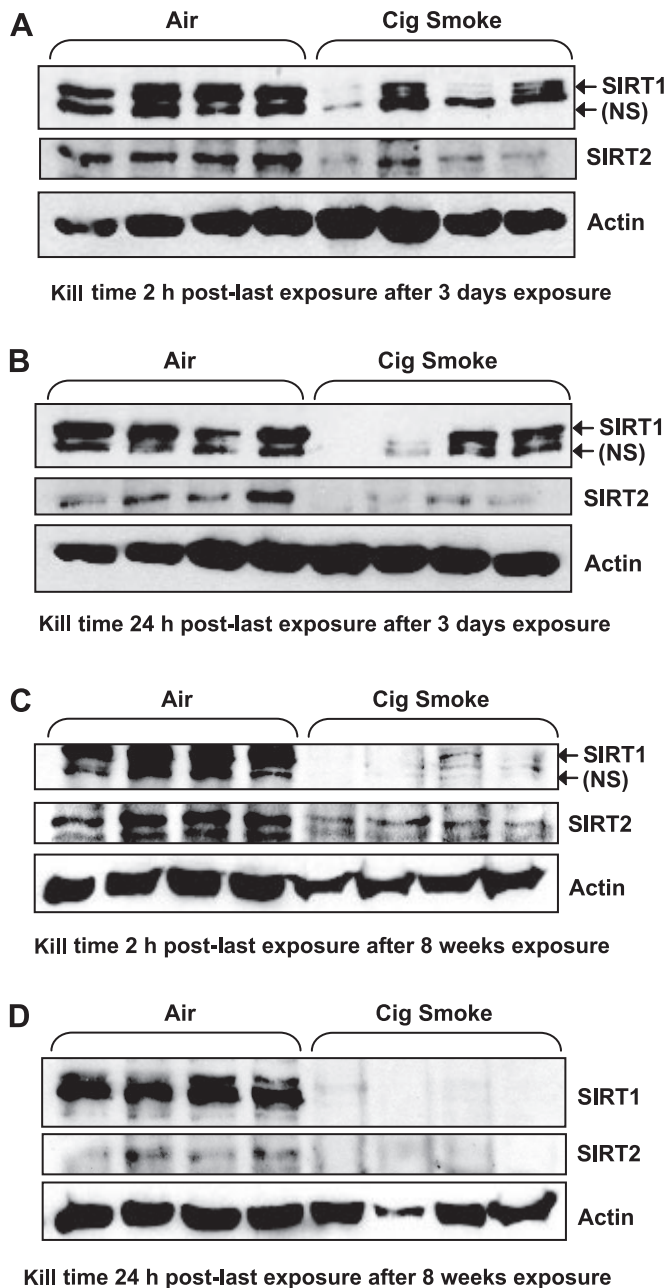 A
Air Cig Smoke
SIRT1
(NS)
SIRT2
Actin
Kill time 2 h post-last exposure after 3 days exposure
B
Air Cig Smoke
SIRT1
(NS)
SIRT2
Actin
Kill time 24 h post-last exposure after 3 days exposure
C
Air Cig Smoke
SIRT1
(NS)
SIRT2
Actin
Kill time 2 h post-last exposure after 8 weeks exposure
D
Air Cig Smoke
SIRT1
SIRT2
Actin
Kill time 24 h post-last exposure after 8 weeks exposure